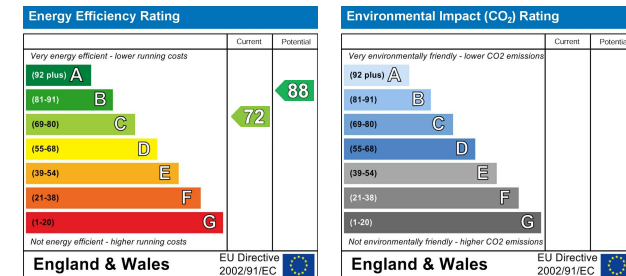 Energy Efficiency Rating
Current Potential
Very energy efficient - lower running costs
(92 plus) A
(81-91) B
88
(69-80) C
72
(55-68) D
(39-54) E
(21-38) F
(1-20) G
Not energy efficient - higher running costs
England & Wales
EU Directive
2002/91/EC
Environmental Impact (CO2) Rating
Current Potential
Very environmentally friendly - lower CO2 emissions
(92 plus) A
(81-91) B
(69-80) C
(55-68) D
(39-54) E
(21-38) F
(1-20) G
Not environmentally friendly - higher CO2 emissions
England & Wales
EU Directive
2002/91/EC